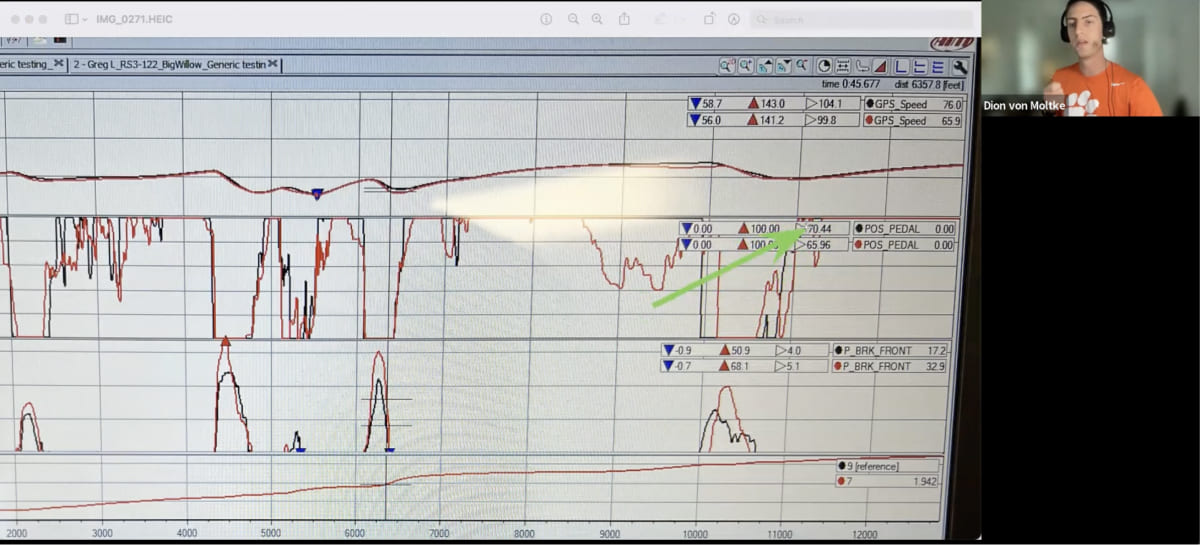 IMG_0271.HEIC
Search
eric testing_
2 - Greg L_RS3-122_BigWillow_Generic testin
time 0:45.677 dist 6357.8 [feet]
58.7 143.0 104.1 GPS_Speed 76.0
56.0 141.2 99.8 GPS_Speed 65.9
Dion von Moltke
0.00 100.00 70.44 POS_PEDAL 0.00
0.00 65.96 POS_PEDAL 0.00
-0.9 50.9 4.0 P_BRK_FRONT 17.2
-0.7 68.1 5.1 P_BRK_FRONT 32.9
9 [reference]
7 1.942
2000 3000 4000 5000 6000 7000 8000 9000 10000 11000 12000